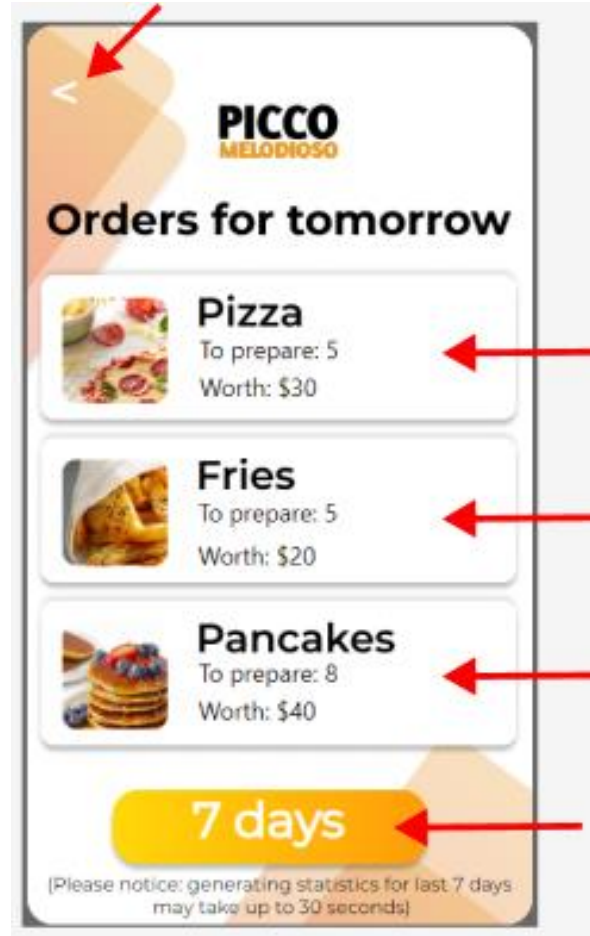 <
PICCO
MELODIOSO
Orders for tomorrow
Pizza
To prepare: 5
Worth: $30
Fries
To prepare: 5
Worth: $20
Pancakes
To prepare: 8
Worth: $40
7 days
(Please notice: generating statistics for last 7 days
may take up to 30 seconds)